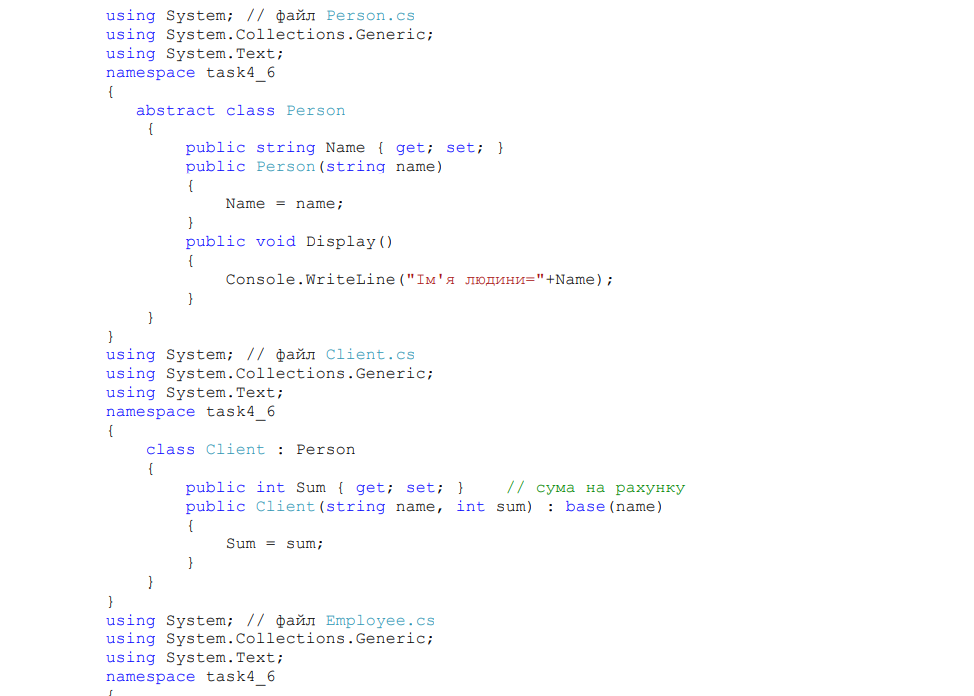 using System; // файл Person.cs
using System.Collections.Generic;
using System.Text;
namespace task4_6
{
abstract class Person
{
public string Name { get; set; }
public Person(string name)
{
Name = name;
}
public void Display()
{
Console.WriteLine("Ім'я людини="+Name);
}
}
}
using System; // файл Client.cs
using System.Collections.Generic;
using System.Text;
namespace task4_6
{
class Client : Person
{
public int Sum { get; set; } // сума на рахунку
public Client(string name, int sum) : base(name)
{
Sum = sum;
}
}
}
using System; // файл Employee.cs
using System.Collections.Generic;
using System.Text;
namespace task4_6
{